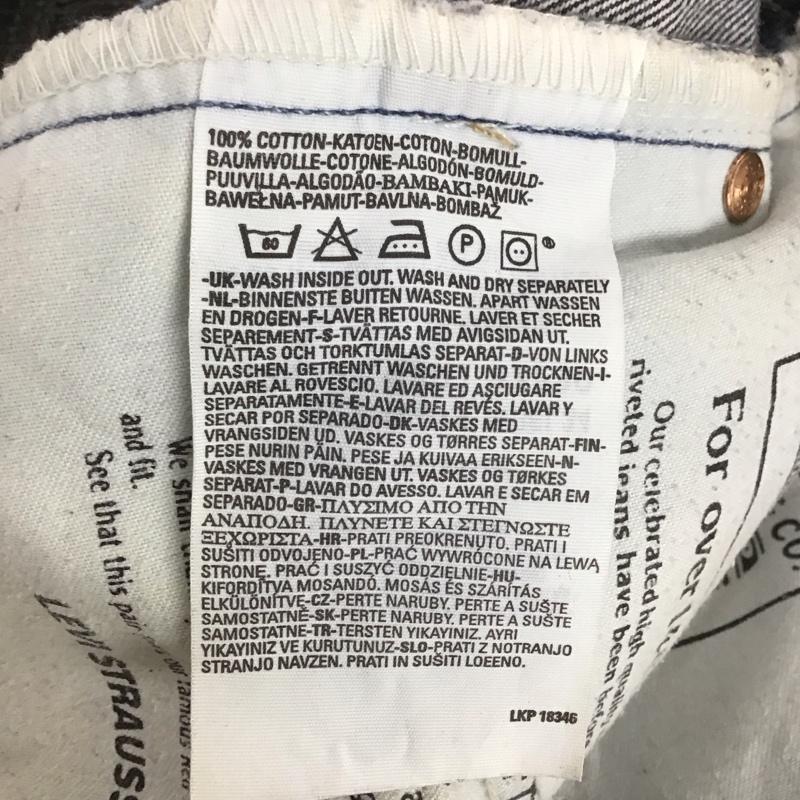 100% COTTON-KATOEN-COTON-BOMULL-
BAUMWOLLE-COTONE-ALGODÓN-BOMULD-
PUUVILLA-ALGODÃO-ΒΑΜΒΑΚΙ-PAMUK-
BAWEŁNA-PAMUT-BAVLNA-BOMBAŽ
60
P
®
-UK-WASH INSIDE OUT. WASH AND DRY SEPARATELY
-NL-BINNENSTE BUITEN WASSEN. APART WASSEN
EN DROGEN-F-LAVER RETOURNE. LAVER ET SECHER
SEPAREMENT-S-TVÄTTAS MED AVIGSIDAN UT.
TVÄTTAS OCH TORKTUMLAS SEPARAT-D-VON LINKS
WASCHEN. GETRENNT WASCHEN UND TROCKNEN-I-
LAVARE AL ROVESCIO. LAVARE ED ASCIUGARE
SEPARATAMENTE-E-LAVAR DEL REVÉS. LAVAR Y
SECAR POR SEPARADO-DK-VASKES MED
VRANGSIDEN UD. VASKES OG TØRRES SEPARAT-FIN-
PESE NURIN PÄIN. PESE JA KUIVAA ERIKSEEN-N-
VASKES MED VRANGEN UT. VASKES OG TØRKES
SEPARAT-P-LAVAR DO AVESSO. LAVAR E SECAR EM
SEPARADO-GR-ΠΛΥΣΙΜΟ ΑΠΟ ΤΗΝ
ΑΝΑΠΟΔΗ. ΠΛΥΝΕΤΕ ΚΑΙ ΣΤΕΓΝΩΣΤΕ
ΞΕΧΩΡΙΣΤΑ-HR-PRATI PREOKRENUTO. PRATI I
SUŠITI ODVOJENO-PL-PRAĆ WYWRÓCONE NA LEWĄ
STRONĘ. PRAĆ I SUSZYĆ ODDZIELNIE-HU-
KIFORDÍTVA MOSANDÓ. MOSÁS ÉS SZÁRÍTÁS
ELKÜLÖNÍTVE-CZ-PERTE NARUBY. PERTE A SUŠTE
SAMOSTATNĚ-SK-PERTE NARUBY. PERTE A SUŠTE
SAMOSTATNE-TR-TERSTEN YIKAYINIZ. AYRI
YIKAYINIZ VE KURUTUNUZ-SLO-PRATI Z NOTRANJO
STRANJO NAVZEN. PRATI IN SUŠITI LOEENO.
LKP 18346
For over
Our celebrated high
riveted jeans have been before
We shall
and fit.
See that this pair
LEVI STRAUSS